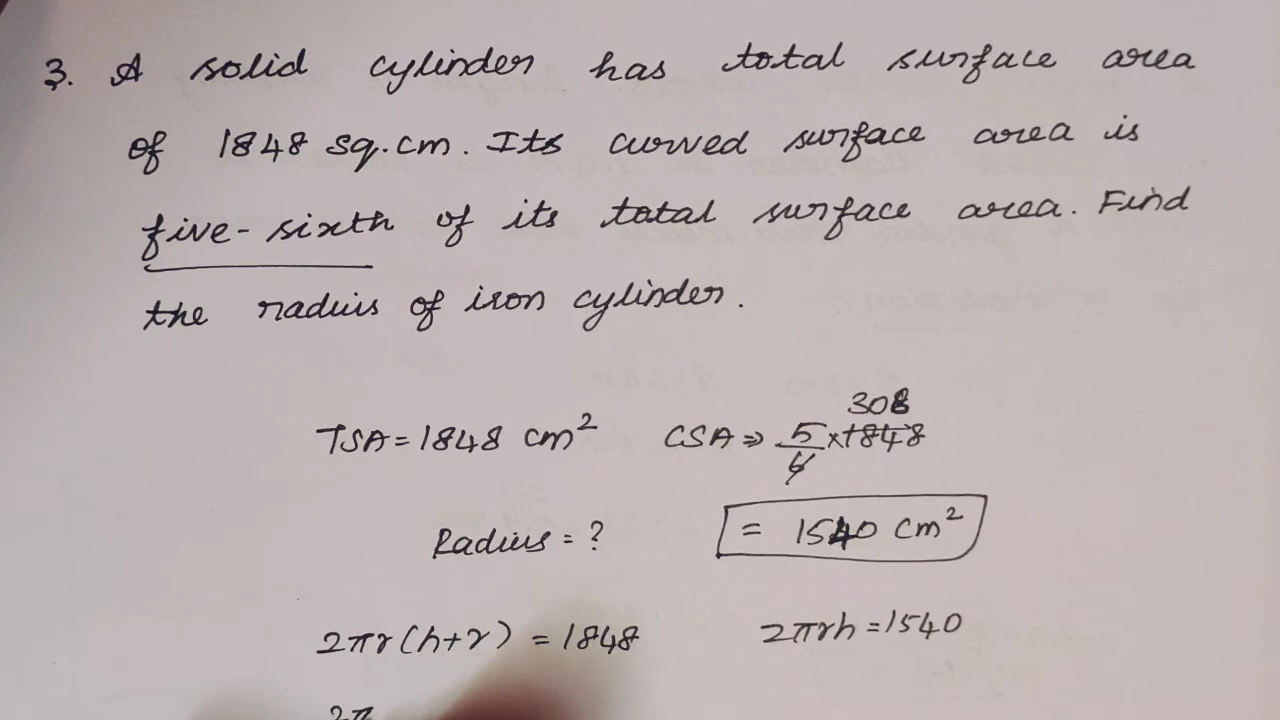 3. A solid cylinder has total surface area
of 1848 sq.cm. Its curved surface area is
five-sixth of its total surface area. Find
the radius of iron cylinder.
308
TSA = 1848 cm² CSA ⇒ 5/6 × 1848
Radius = ? = 1540 cm²
2πr(h+r) = 1848 2πrh = 1540
2π